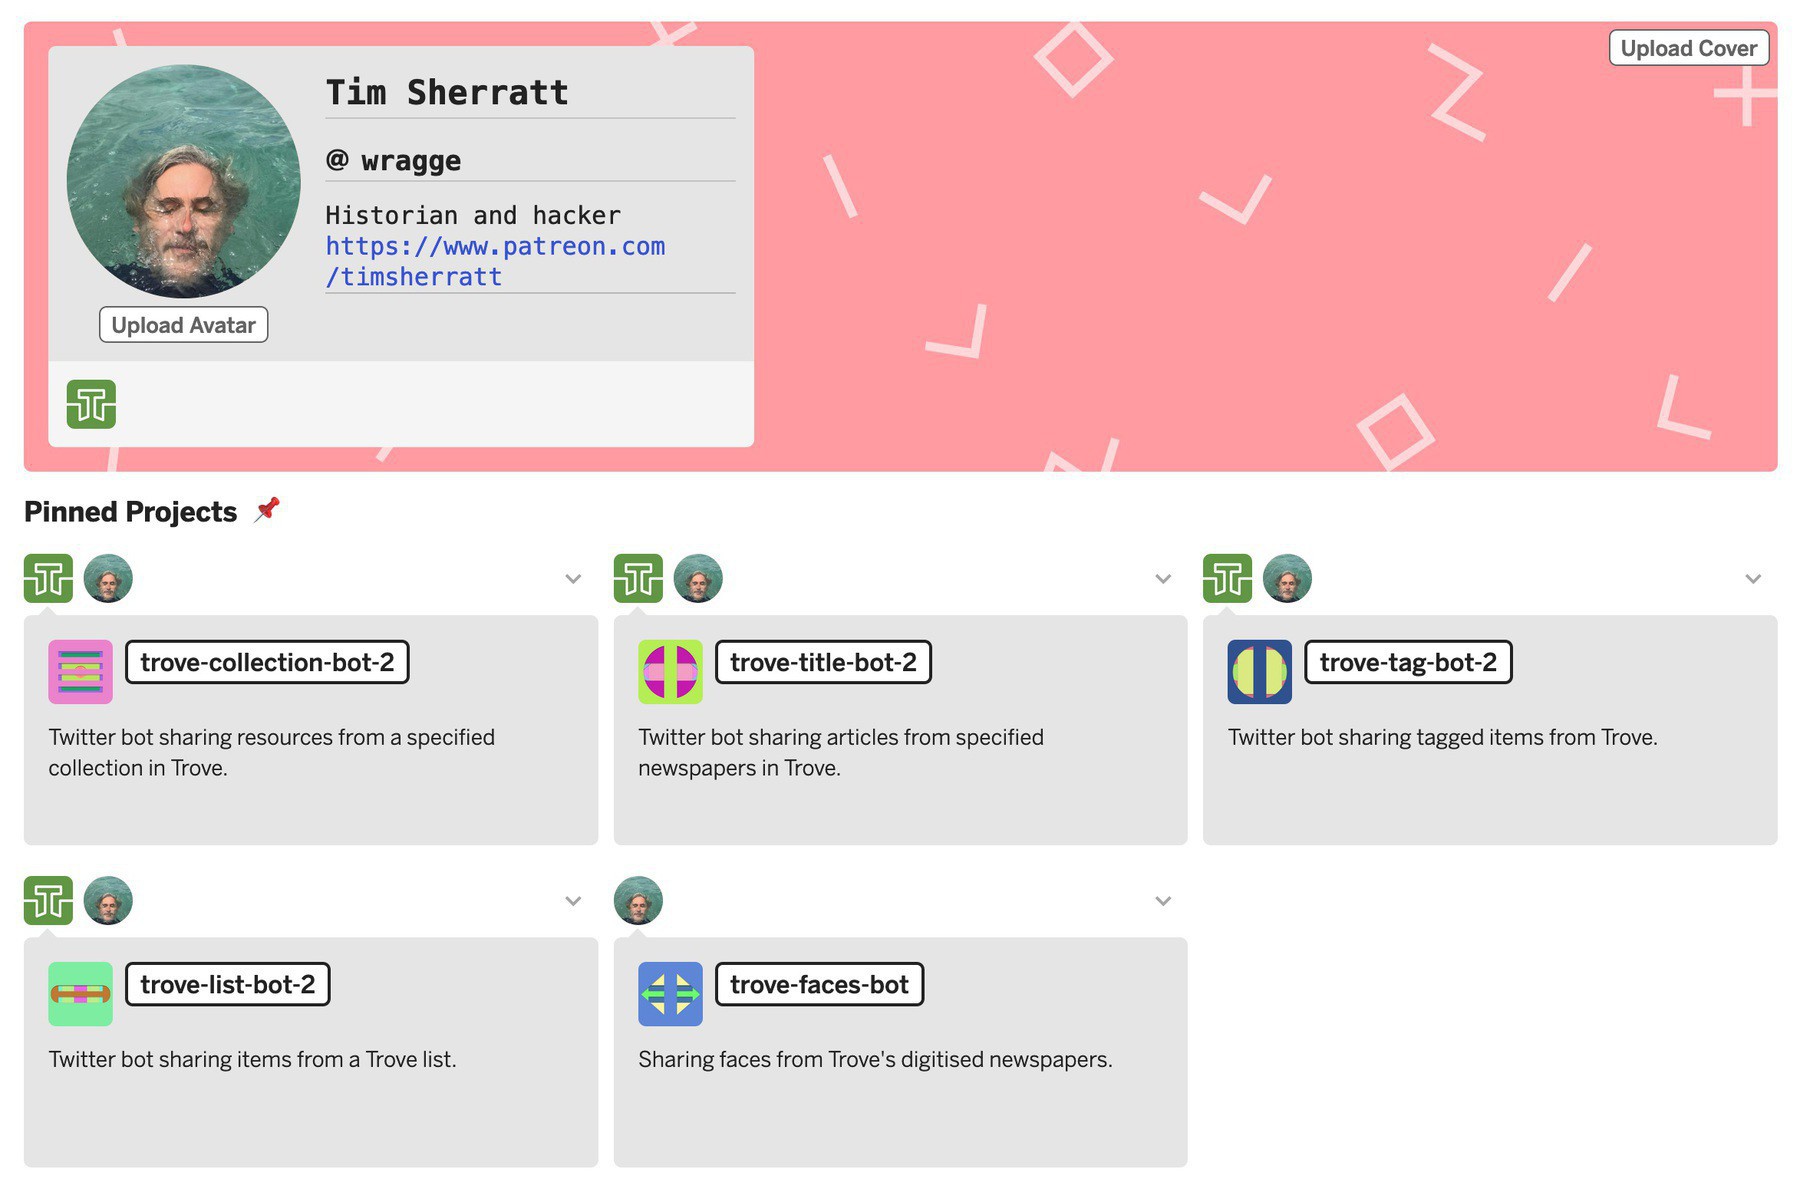 Upload Cover
Tim Sherratt
@ wragge
Historian and hacker
https://www.patreon.com
/timsherratt
Upload Avatar
Pinned Projects
trove-collection-bot-2
Twitter bot sharing resources from a specified
collection in Trove.
trove-title-bot-2
Twitter bot sharing articles from specified
newspapers in Trove.
trove-tag-bot-2
Twitter bot sharing tagged items from Trove.
trove-list-bot-2
Twitter bot sharing items from a Trove list.
trove-faces-bot
Sharing faces from Trove's digitised newspapers.